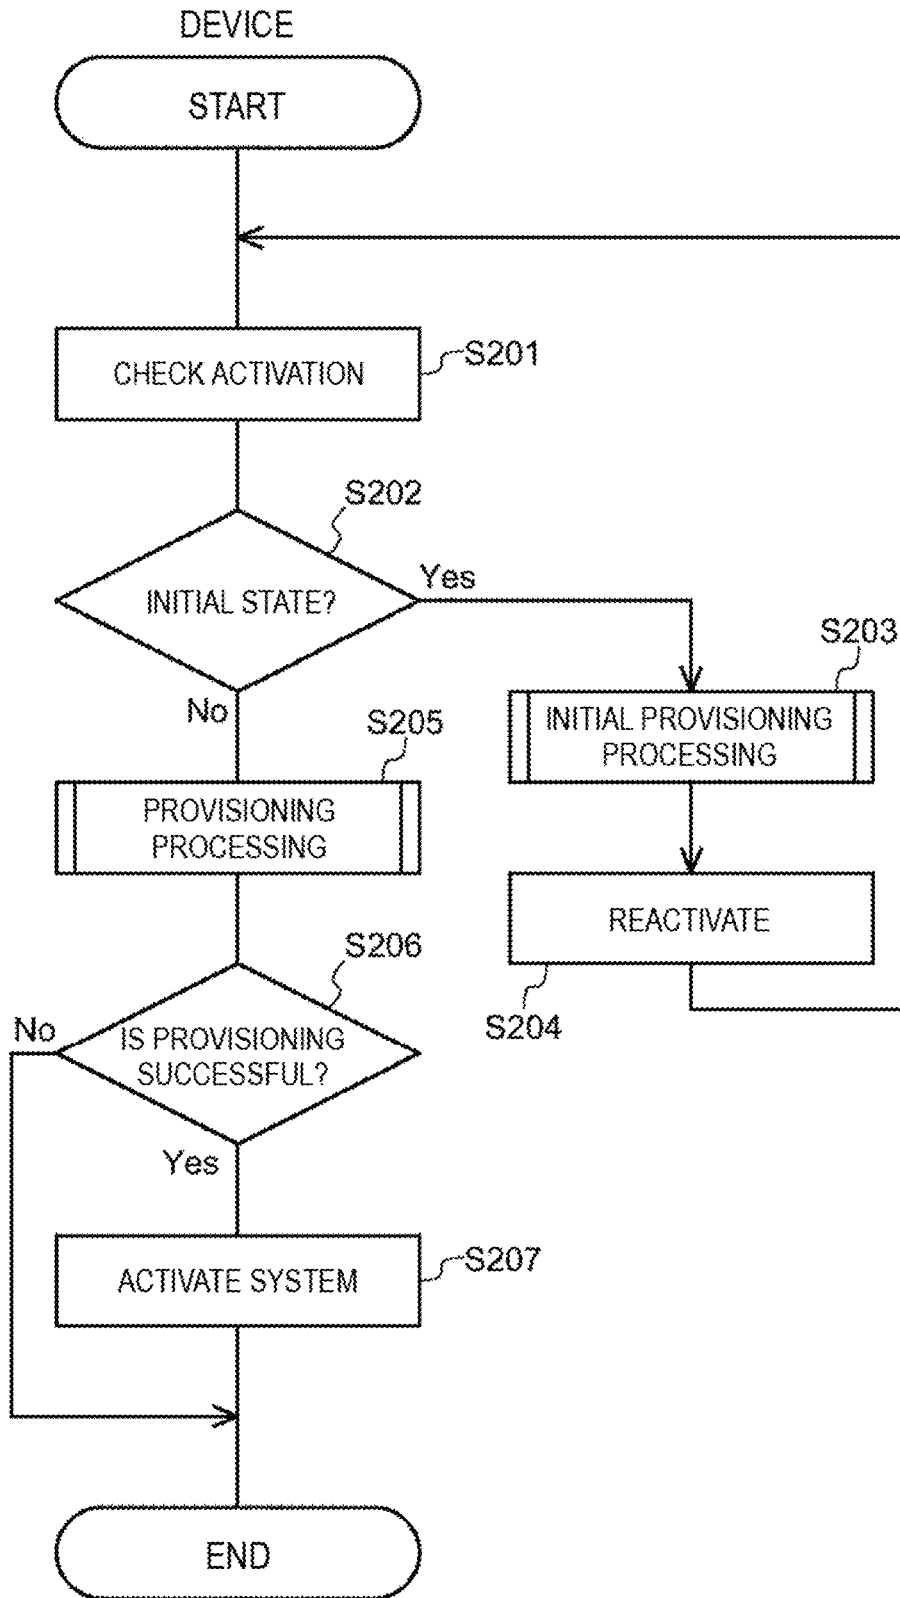 DEVICE
START
CHECK ACTIVATION
S201
S202
INITIAL STATE?
Yes
No
S203
INITIAL PROVISIONING
PROCESSING
S205
PROVISIONING
PROCESSING
REACTIVATE
S204
S206
IS PROVISIONING
SUCCESSFUL?
No
Yes
ACTIVATE SYSTEM
S207
END